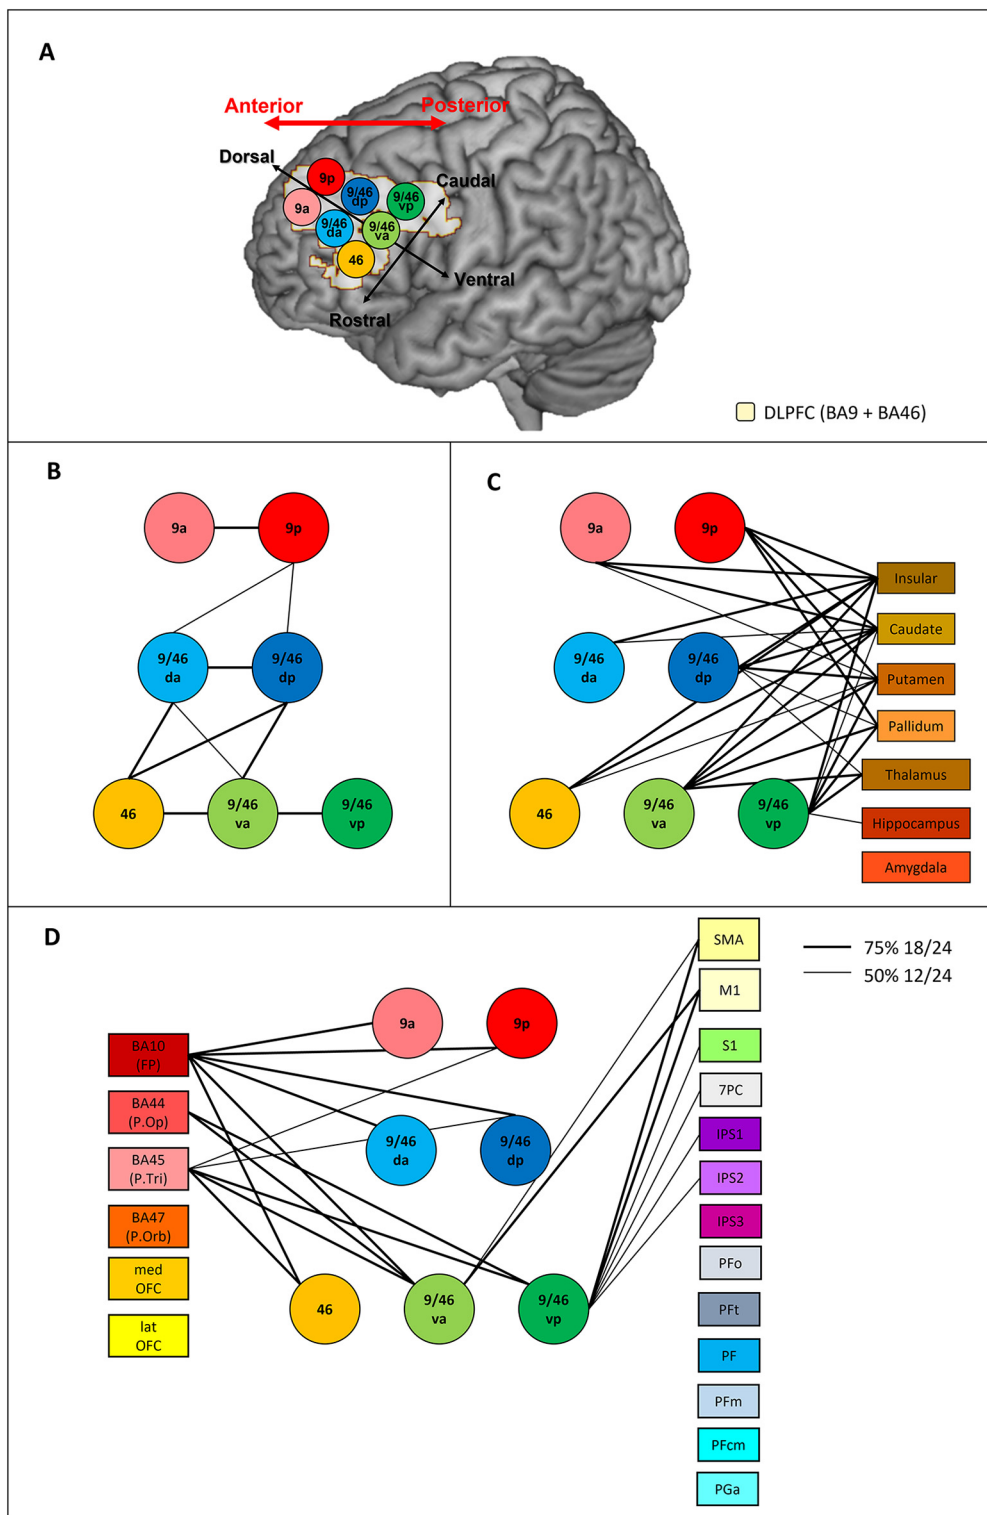 A
Anterior
Posterior
Dorsal
Caudal
9p
9/46
dp
9/46
vp
9a
9/46
da
9/46
va
46
Ventral
Rostral
DLPFC (BA9 + BA46)
B
9a
9p
9/46
da
9/46
dp
46
9/46
va
9/46
vp
C
9a
9p
Insular
Caudate
9/46
da
9/46
dp
Putamen
Pallidum
Thalamus
46
9/46
va
9/46
vp
Hippocampus
Amygdala
D
75% 18/24
50% 12/24
BA10
(FP)
BA44
(P.Op)
BA45
(P.Tri)
BA47
(P.Orb)
med
OFC
lat
OFC
9a
9p
9/46
da
9/46
dp
46
9/46
va
9/46
vp
SMA
M1
S1
7PC
IPS1
IPS2
IPS3
PFo
PFt
PF
PFm
PFcm
PGa